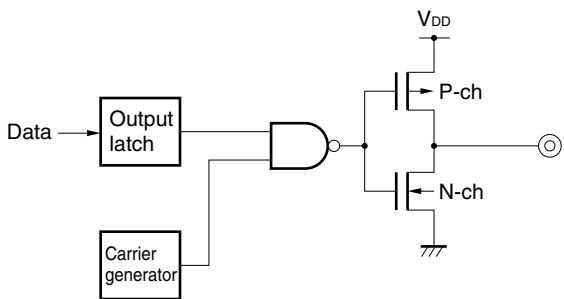 VDD
P-ch
Data
Output
latch
N-ch
Carrier
generator